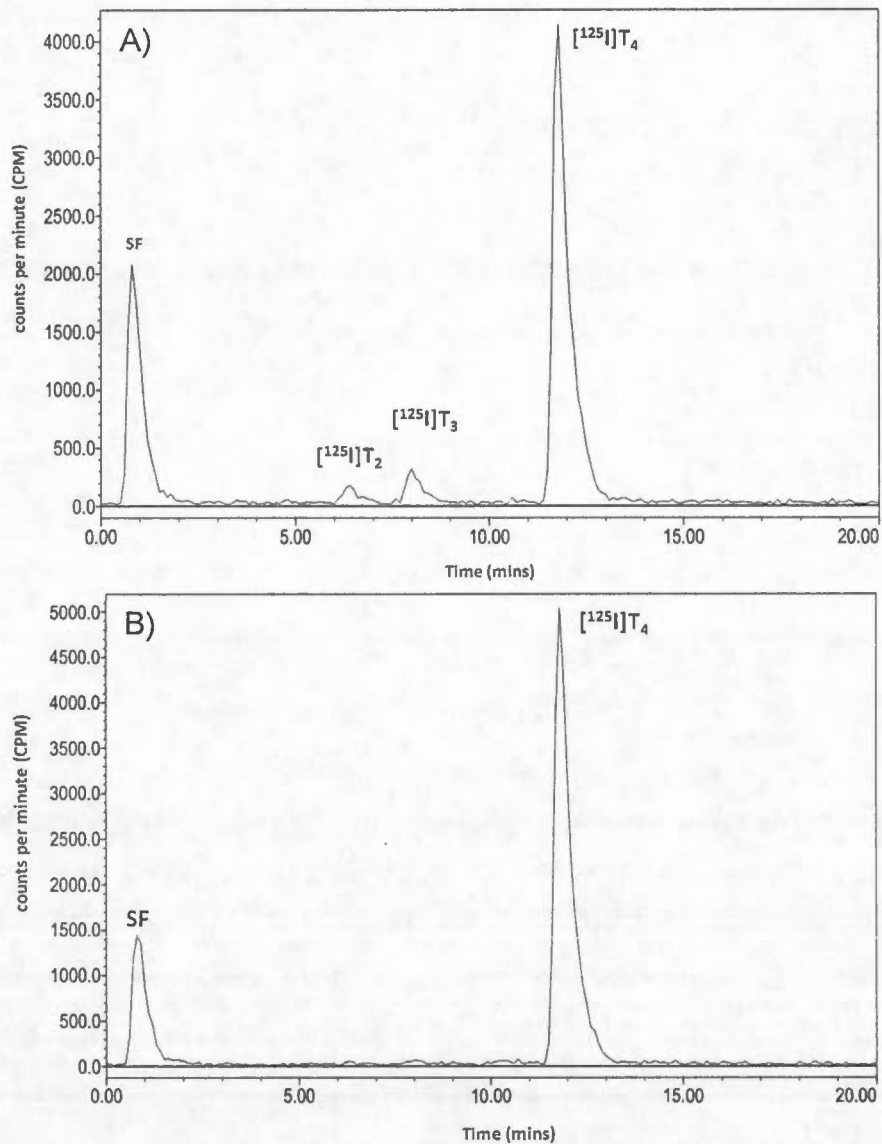 A)
[¹²⁵I]T₄
4000.0
3500.0
3000.0
2500.0
2000.0
1500.0
1000.0
500.0
0.0
counts per minute (CPM)
SF
[¹²⁵I]T₂
[¹²⁵I]T₃
0.00 5.00 10.00 15.00 20.00
Time (mins)
B)
[¹²⁵I]T₄
5000.0
4500.0
4000.0
3500.0
3000.0
2500.0
2000.0
1500.0
1000.0
500.0
0.0
counts per minute (CPM)
SF
0.00 5.00 10.00 15.00 20.00
Time (mins)